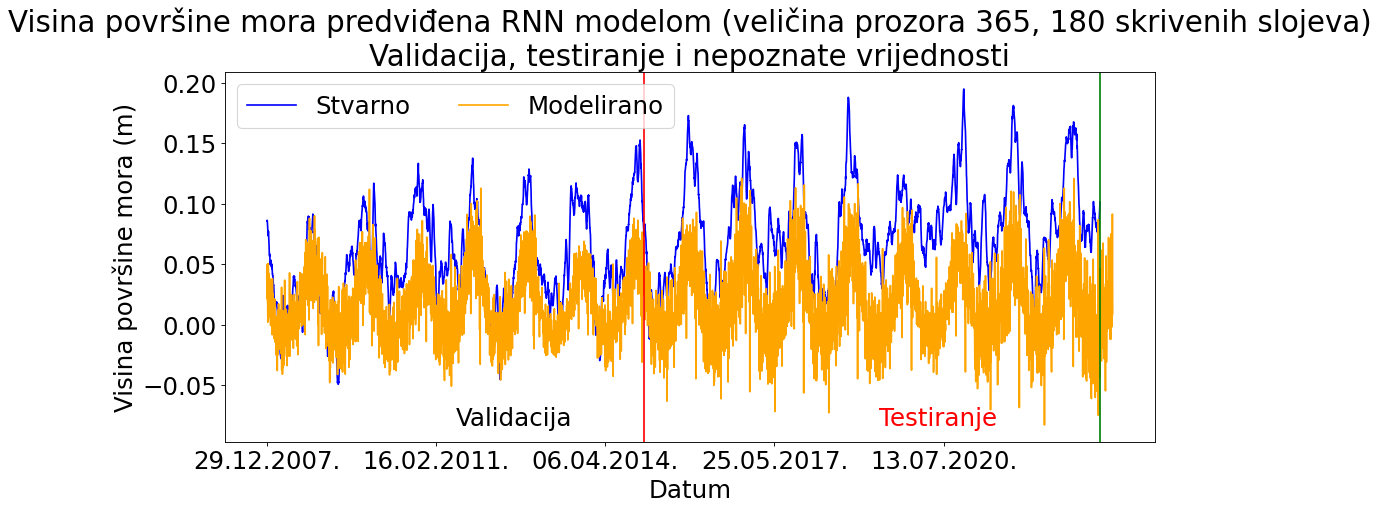 Visina površine mora predviđena RNN modelom (veličina prozora 365, 180 skrivenih slojeva)
Validacija, testiranje i nepoznate vrijednosti
Stvarno
Modelirano
Visina površine mora (m)
0.20
0.15
0.10
0.05
0.00
−0.05
Validacija
Testiranje
29.12.2007.
16.02.2011.
06.04.2014.
25.05.2017.
13.07.2020.
Datum